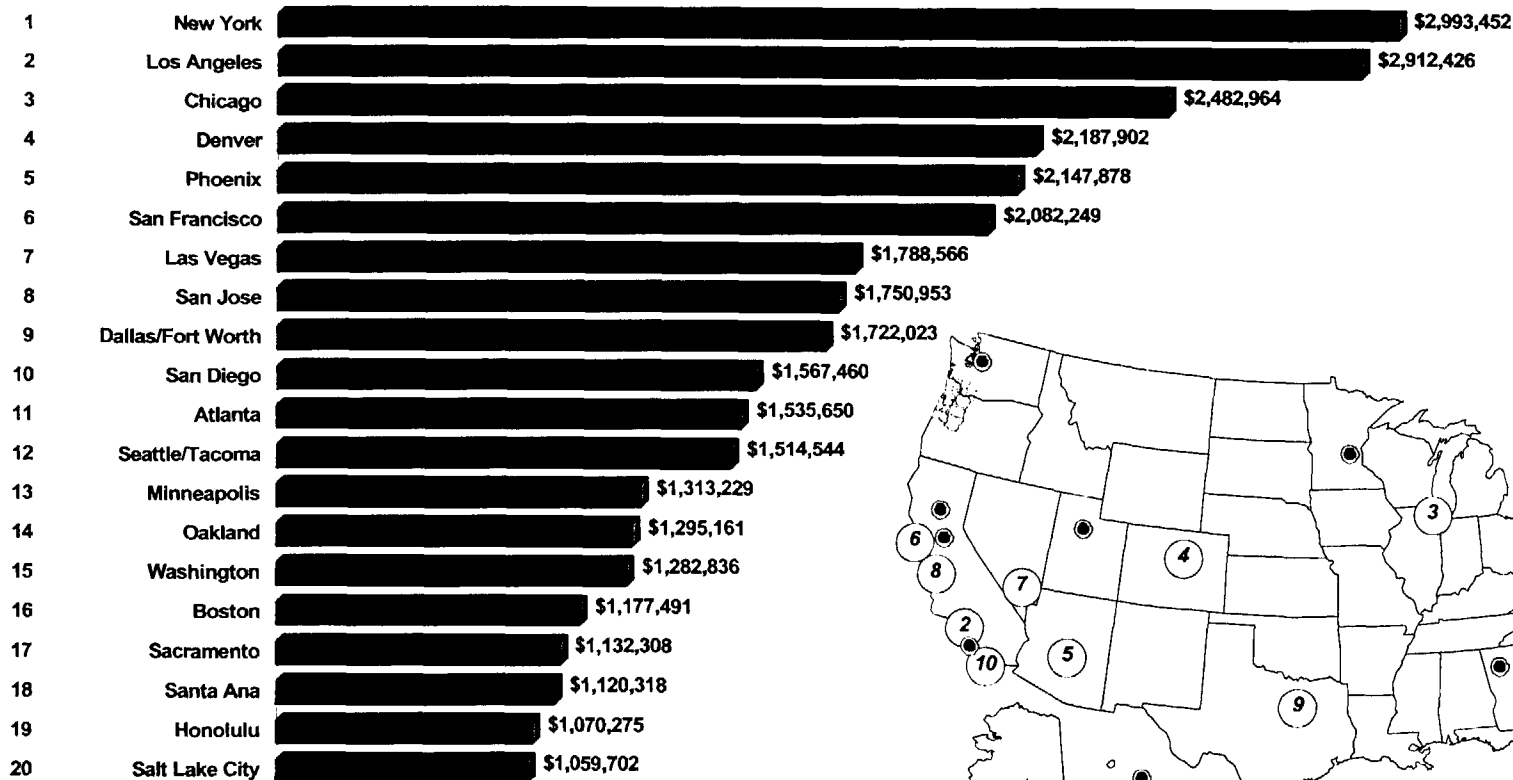 1 New York $2,993,452
2 Los Angeles $2,912,426
3 Chicago $2,482,964
4 Denver $2,187,902
5 Phoenix $2,147,878
6 San Francisco $2,082,249
7 Las Vegas $1,788,566
8 San Jose $1,750,953
9 Dallas/Fort Worth $1,722,023
10 San Diego $1,567,460
11 Atlanta $1,535,650
12 Seattle/Tacoma $1,514,544
13 Minneapolis $1,313,229
14 Oakland $1,295,161
15 Washington $1,282,836
16 Boston $1,177,491
17 Sacramento $1,132,308
18 Santa Ana $1,120,318
19 Honolulu $1,070,275
20 Salt Lake City $1,059,702
3
6
4
8
7
2
5
10
9